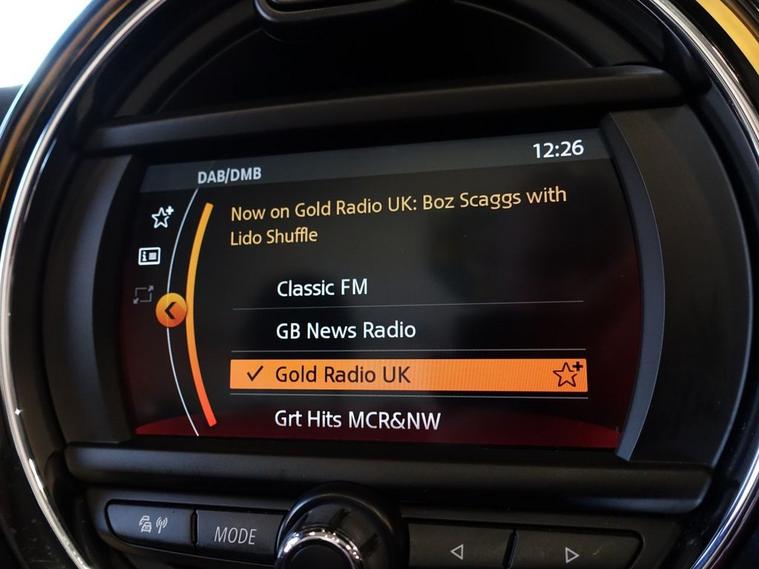 12:26
DAB/DMB
Now on Gold Radio UK: Boz Scaggs with
Lido Shuffle
Classic FM
GB News Radio
Gold Radio UK
Grt Hits MCR&NW
MODE